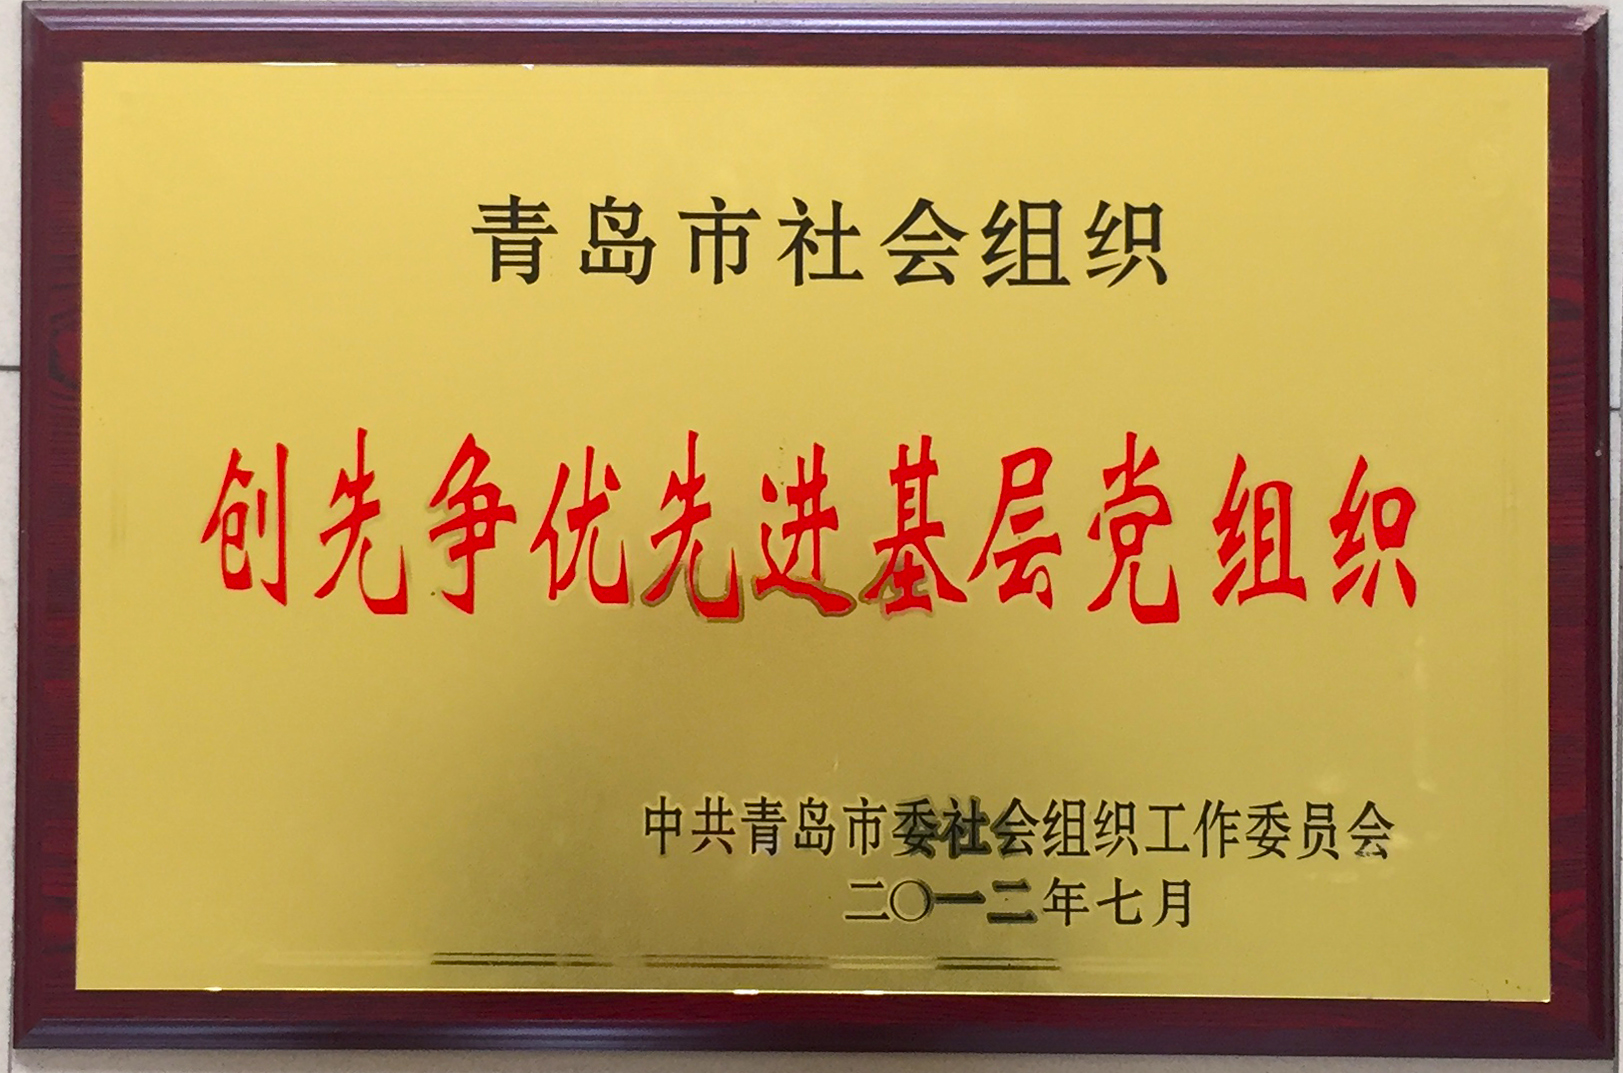 青岛市社会组织
创先争优先进基层党组织
中共青岛市委社会组织工作委员会
二〇一二年七月